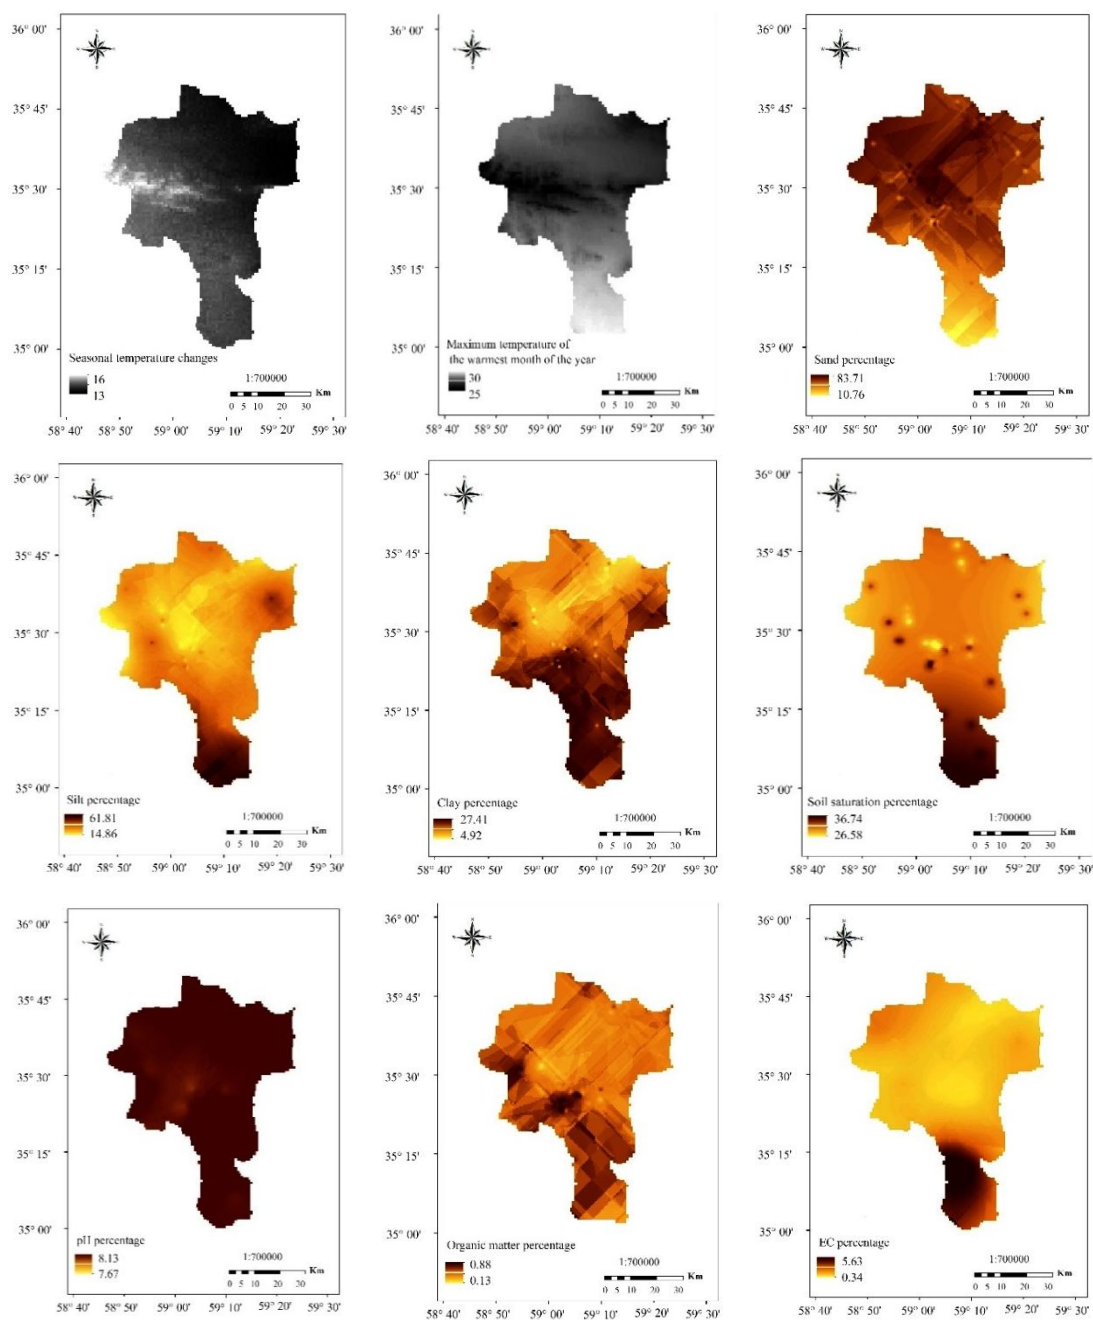 36° 00'
35° 45'
35° 30'
35° 15'
35° 00'
Seasonal temperature changes
16
13
1:700000
Km
0 5 10 20 30
58° 40' 58° 50' 59° 00' 59° 10' 59° 20' 59° 30'
36° 00'
35° 45'
35° 30'
35° 15'
35° 00'
Maximum temperature of
the warmest month of the year
30
25
1:700000
Km
0 5 10 20 30
58° 40' 58° 50' 59° 00' 59° 10' 59° 20' 59° 30'
36° 00'
35° 45'
35° 30'
35° 15'
35° 00'
Sand percentage
83.71
10.76
1:700000
Km
0 5 10 20 30
58° 40' 58° 50' 59° 00' 59° 10' 59° 20' 59° 30'
36° 00'
35° 45'
35° 30'
35° 15'
35° 00'
Silt percentage
61.81
14.86
1:700000
Km
0 5 10 20 30
58° 40' 58° 50' 59° 00' 59° 10' 59° 20' 59° 30'
36° 00'
35° 45'
35° 30'
35° 15'
35° 00'
Clay percentage
27.41
4.92
1:700000
Km
0 5 10 20 30
58° 40' 58° 50' 59° 00' 59° 10' 59° 20' 59° 30'
36° 00'
35° 45'
35° 30'
35° 15'
35° 00'
Soil saturation percentage
36.74
26.58
1:700000
Km
0 5 10 20 30
58° 40' 58° 50' 59° 00' 59° 10' 59° 20' 59° 30'
36° 00'
35° 45'
35° 30'
35° 15'
35° 00'
pH percentage
8.13
7.67
1:700000
Km
0 5 10 20 30
58° 40' 58° 50' 59° 00' 59° 10' 59° 20' 59° 30'
36° 00'
35° 45'
35° 30'
35° 15'
35° 00'
Organic matter percentage
0.88
0.13
1:700000
Km
0 5 10 20 30
58° 40' 58° 50' 59° 00' 59° 10' 59° 20' 59° 30'
36° 00'
35° 45'
35° 30'
35° 15'
35° 00'
EC percentage
5.63
0.34
1:700000
Km
0 5 10 20 30
58° 40' 58° 50' 59° 00' 59° 10' 59° 20' 59° 30'